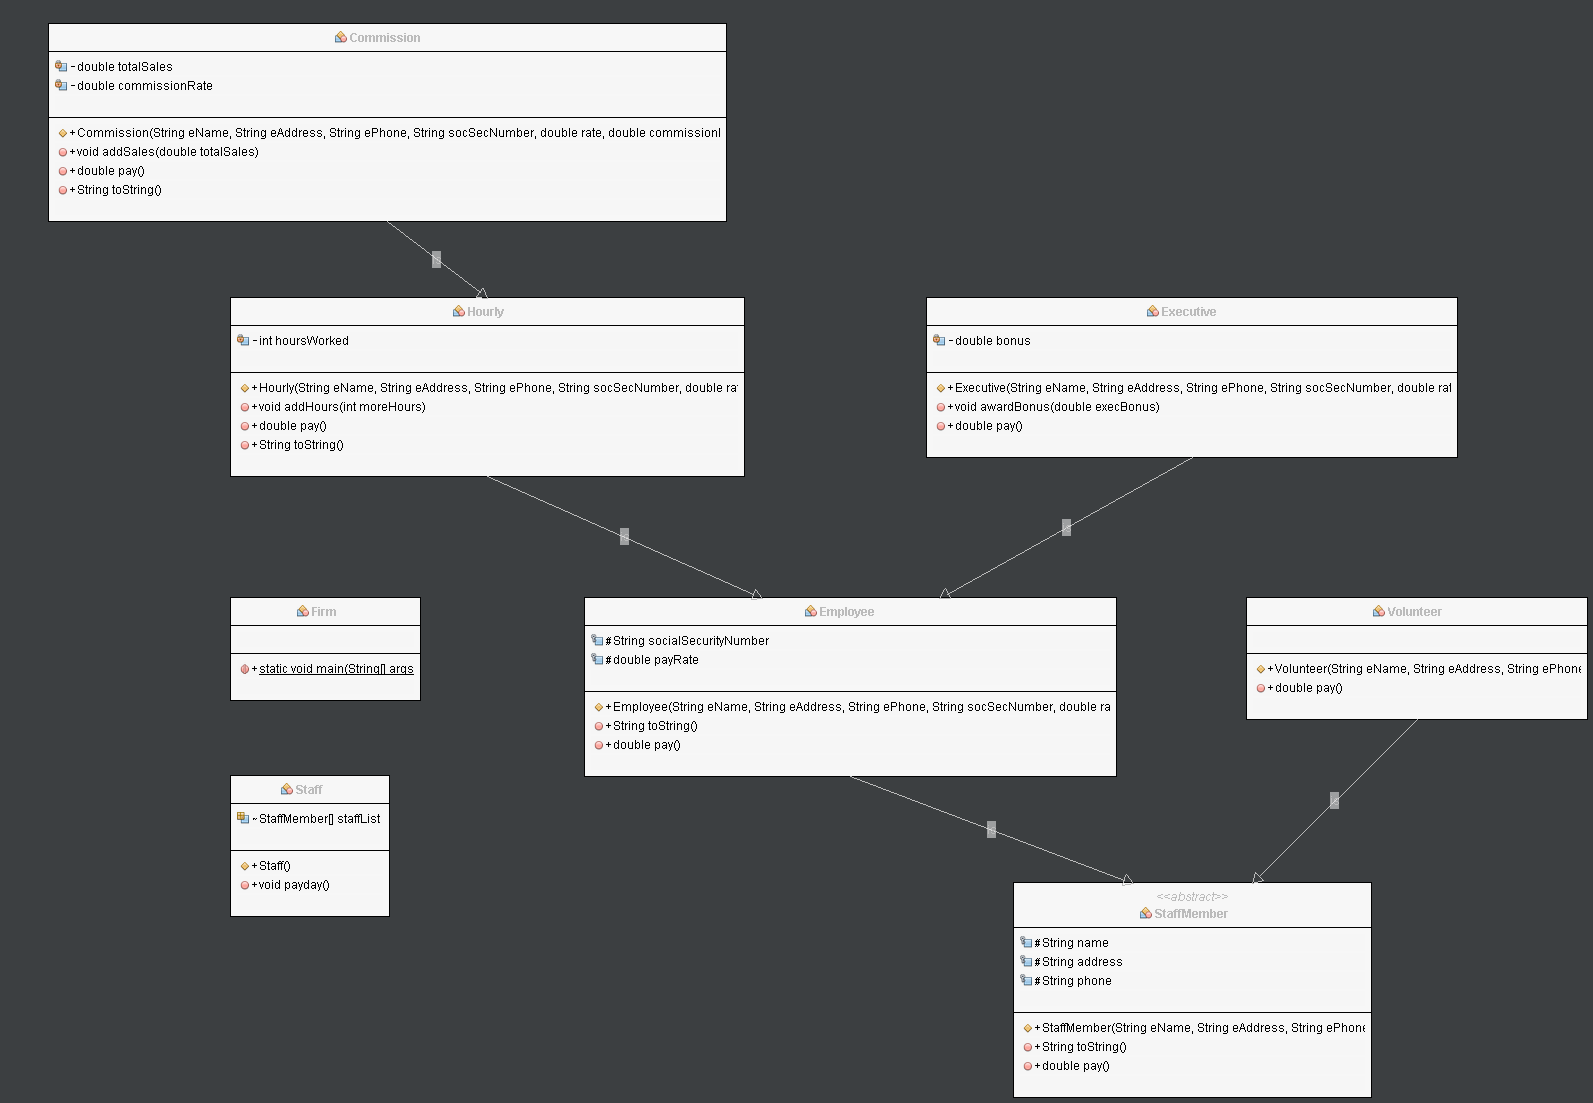 Commission
-double totalSales
-double commissionRate
+Commission(String eName, String eAddress, String ePhone, String socSecNumber, double rate, double
+void addSales(double totalSales)
+double pay()
+String toString()
Hourly
-int hoursWorked
+Hourly(String eName, String eAddress, String ePhone, String socSecNumber, double
+void addHours(int moreHours)
+double pay()
+String toString()
Executive
-double bonus
+Executive(String eName, String eAddress, String ePhone, String socSecNumber, double
+void awardBonus(double execBonus)
+double pay()
Firm
+static void main(String[] args
Employee
#String socialSecurityNumber
#double payRate
+Employee(String eName, String eAddress, String ePhone, String socSecNumber, double ra
+String toString()
+double pay()
Volunteer
+Volunteer(String eName, String eAddress, String ePhone
+double pay()
Staff
~StaffMember[] staffList
+Staff()
+void payday()
<<abstract>>
StaffMember
#String name
#String address
#String phone
+StaffMember(String eName, String eAddress, String ePhone
+String toString()
+double pay()